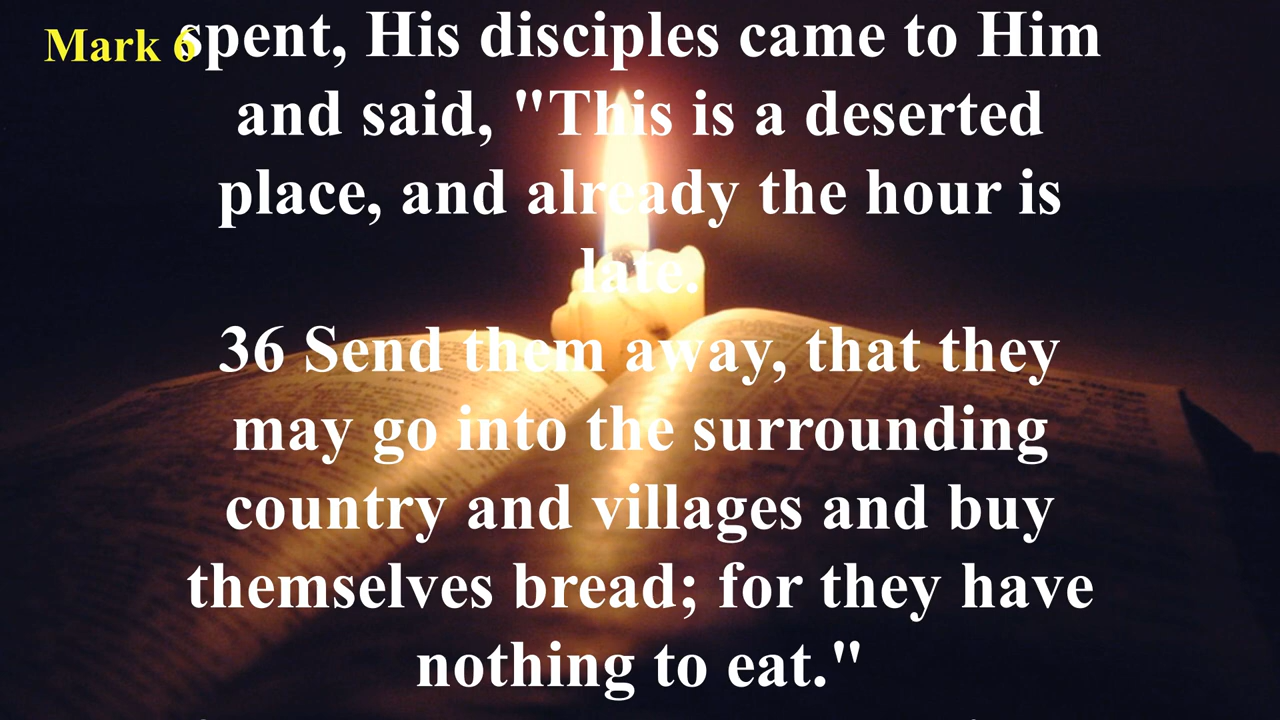 Mark 6
spent, His disciples came to Him
and said, "This is a deserted
place, and already the hour is
late.
36 Send them away, that they
may go into the surrounding
country and villages and buy
themselves bread; for they have
nothing to eat."